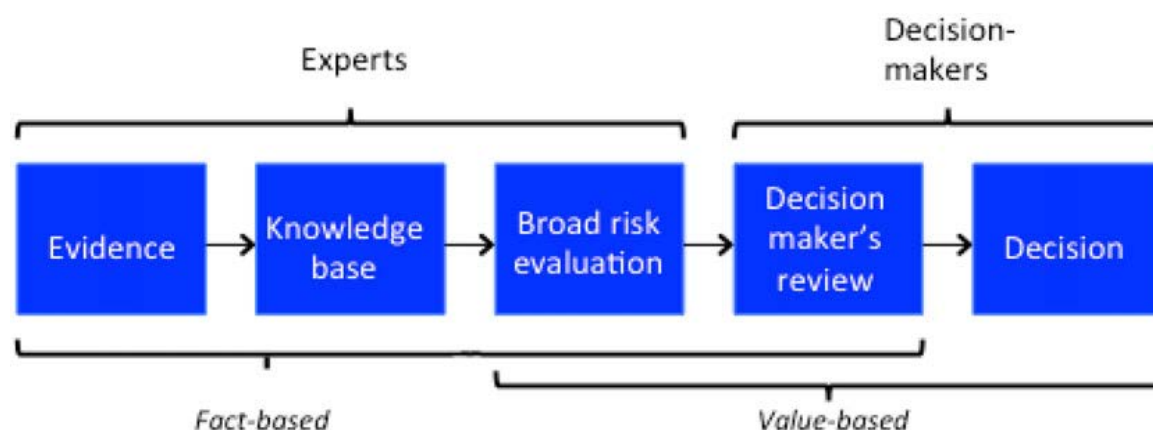 Experts
Decision-
makers
Evidence
Knowledge
base
Broad risk
evaluation
Decision
maker's
review
Decision
Fact-based
Value-based